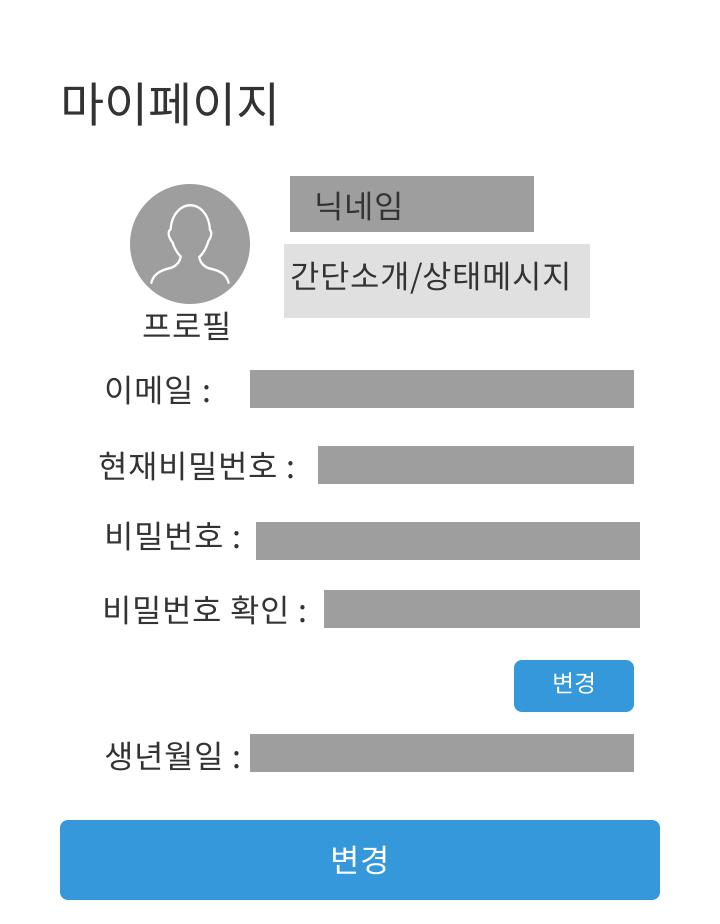 마이페이지
닉네임
간단소개/상태메시지
프로필
이메일 :
현재비밀번호 :
비밀번호 :
비밀번호 확인 :
변경
생년월일 :
변경